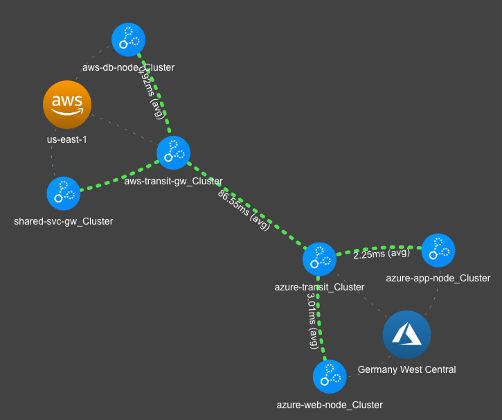 aws-db-node_Cluster
0.92ms (avg)
aws
us-east-1
aws-transit-gw_Cluster
shared-svc-gw_Cluster
86.55ms (avg)
2.25ms (avg)
azure-app-node_Cluster
azure-transit_Cluster
3.01ms (avg)
Germany West Central
azure-web-node_Cluster